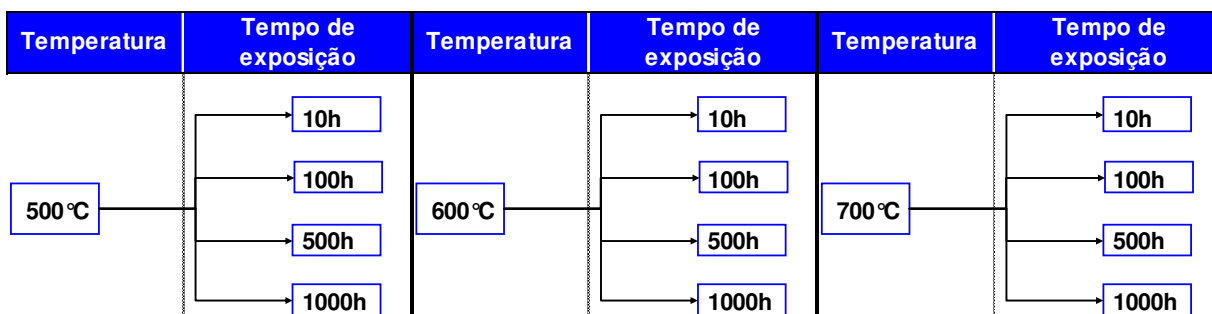 Temperatura
Tempo de
exposição
Temperatura
Tempo de
exposição
Temperatura
Tempo de
exposição
500°C
10h
100h
500h
1000h
600°C
10h
100h
500h
1000h
700°C
10h
100h
500h
1000h